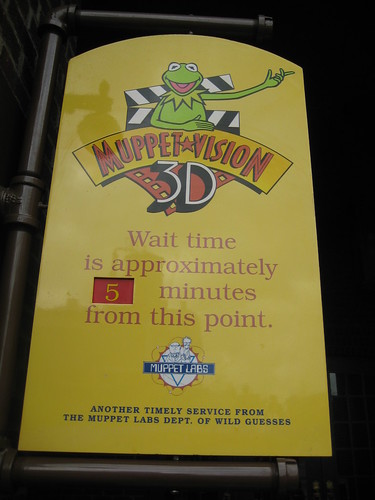 MUPPET★VISION
3D
Wait time
is approximately
5 minutes
from this point.
MUPPET LABS
ANOTHER TIMELY SERVICE FROM
THE MUPPET LABS DEPT. OF WILD GUESSES